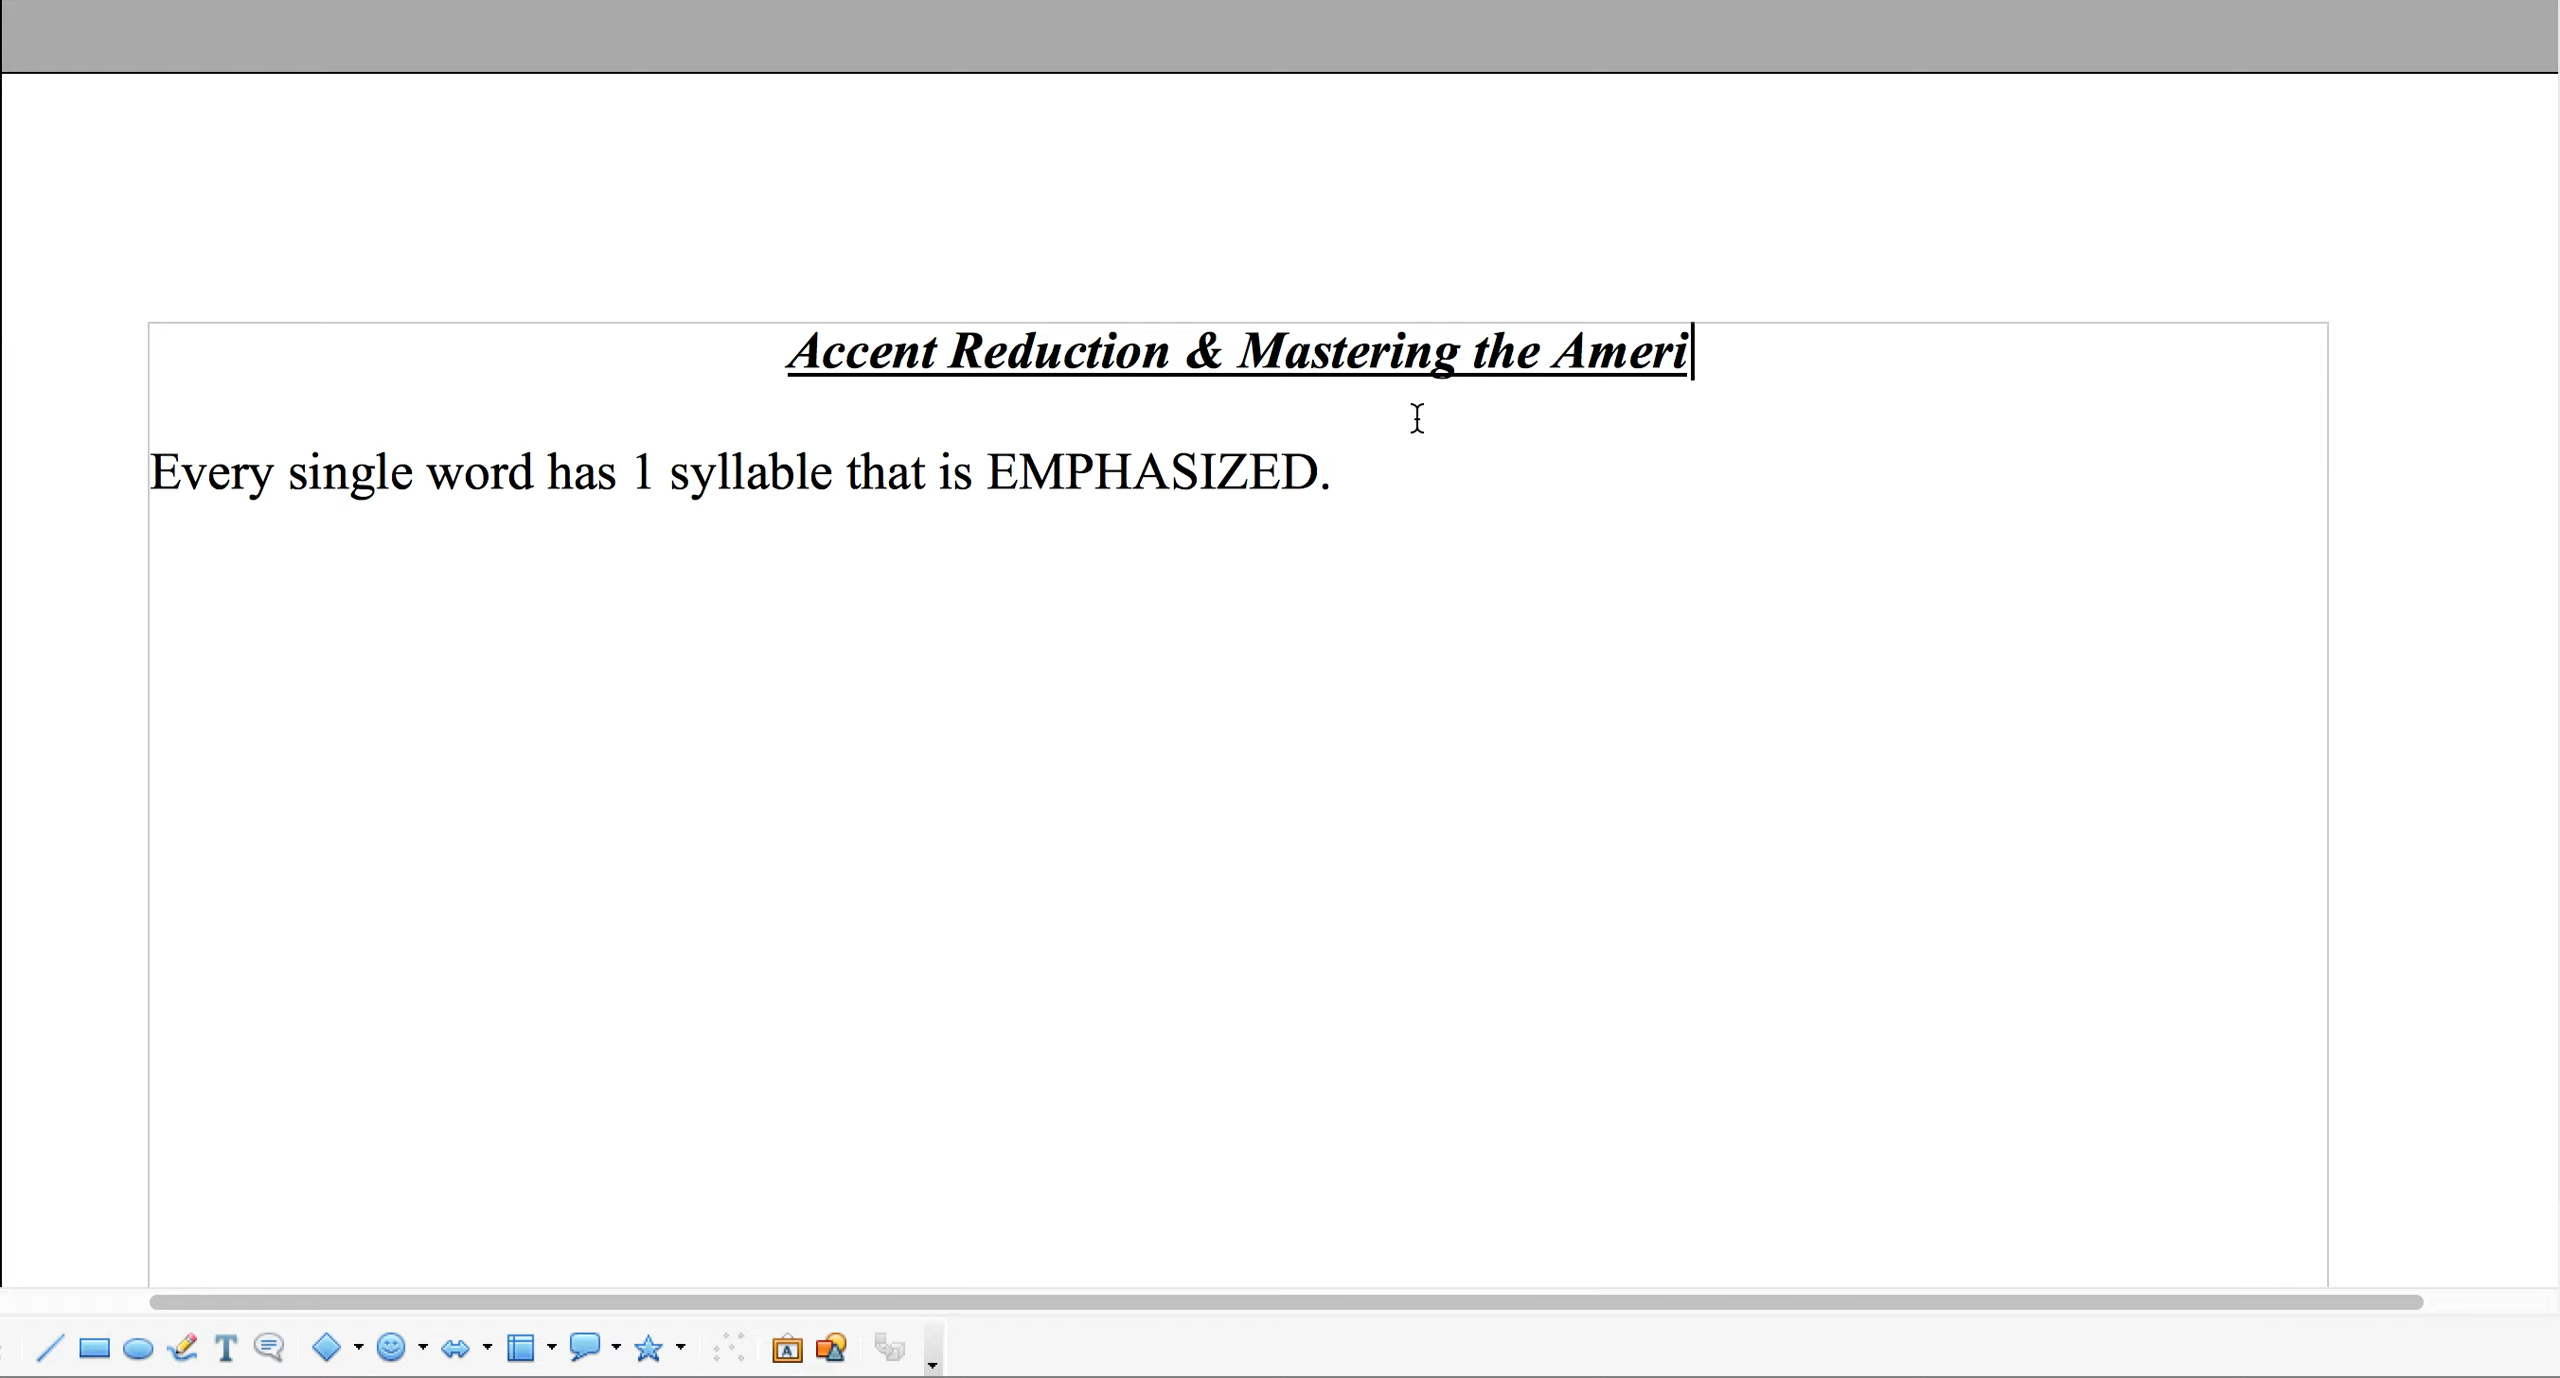 Accent Reduction & Mastering the Ameri
Every single word has 1 syllable that is EMPHASIZED.